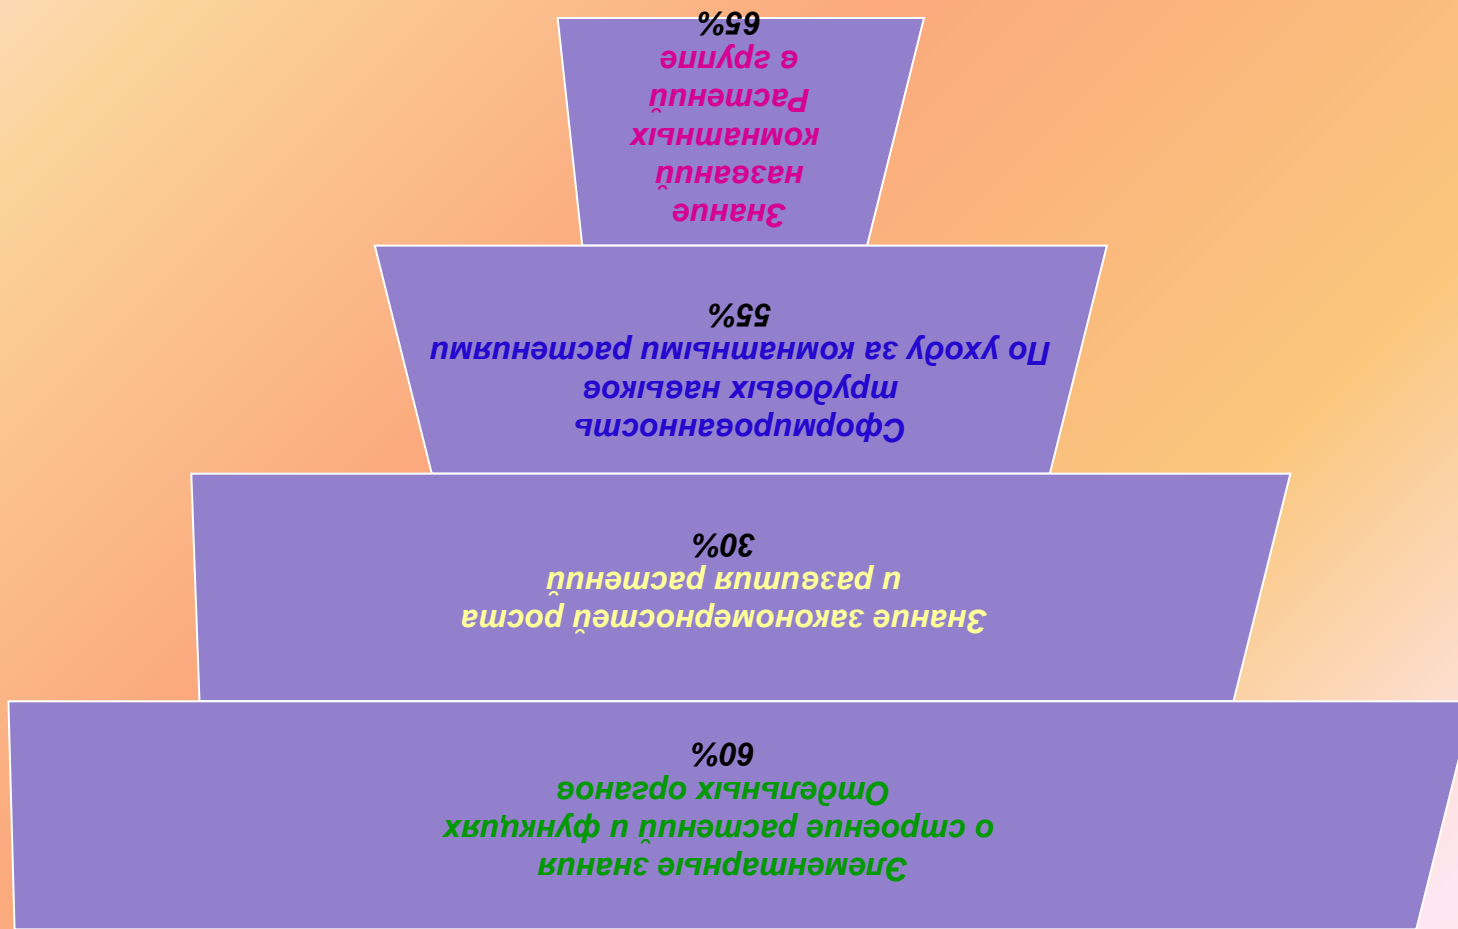 Элементарные знания
о строение растений и функциях
Отдельных органов
60%
Знание закономерностей роста
и развития растений
30%
Сформированность
трудовых навыков
По уходу за комнатными растениями
55%
Знание
названий
комнатных
Растений
в группе
65%